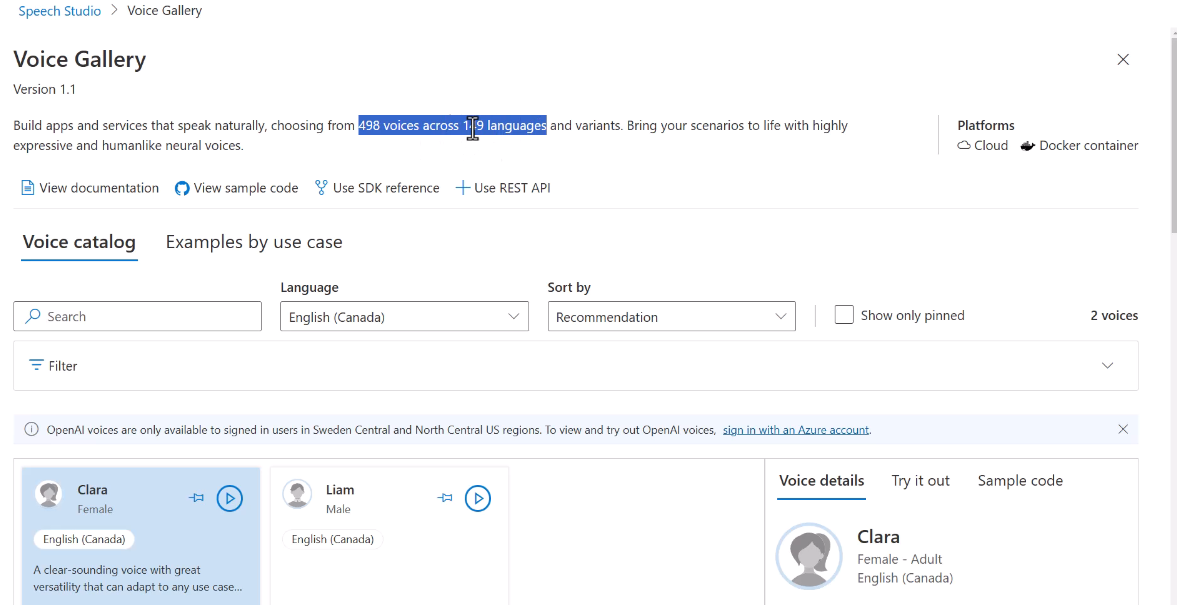 Speech Studio > Voice Gallery
Voice Gallery
Version 1.1
Build apps and services that speak naturally, choosing from 498 voices across languages and variants. Bring your scenarios to life with highly
expressive and humanlike neural voices.
Platforms
Cloud Docker container
View documentation View sample code Use SDK reference Use REST API
Voice catalog Examples by use case
Language Sort by
Search English (Canada) Recommendation Show only pinned 2 voices
Filter
OpenAI voices are only available to signed in users in Sweden Central and North Central US regions. To view and try out OpenAI voices, sign in with an Azure account.
Clara
Female
English (Canada)
A clear-sounding voice with great
versatility that can adapt to any use case...
Liam
Male
English (Canada)
Voice details Try it out Sample code
Clara
Female - Adult
English (Canada)